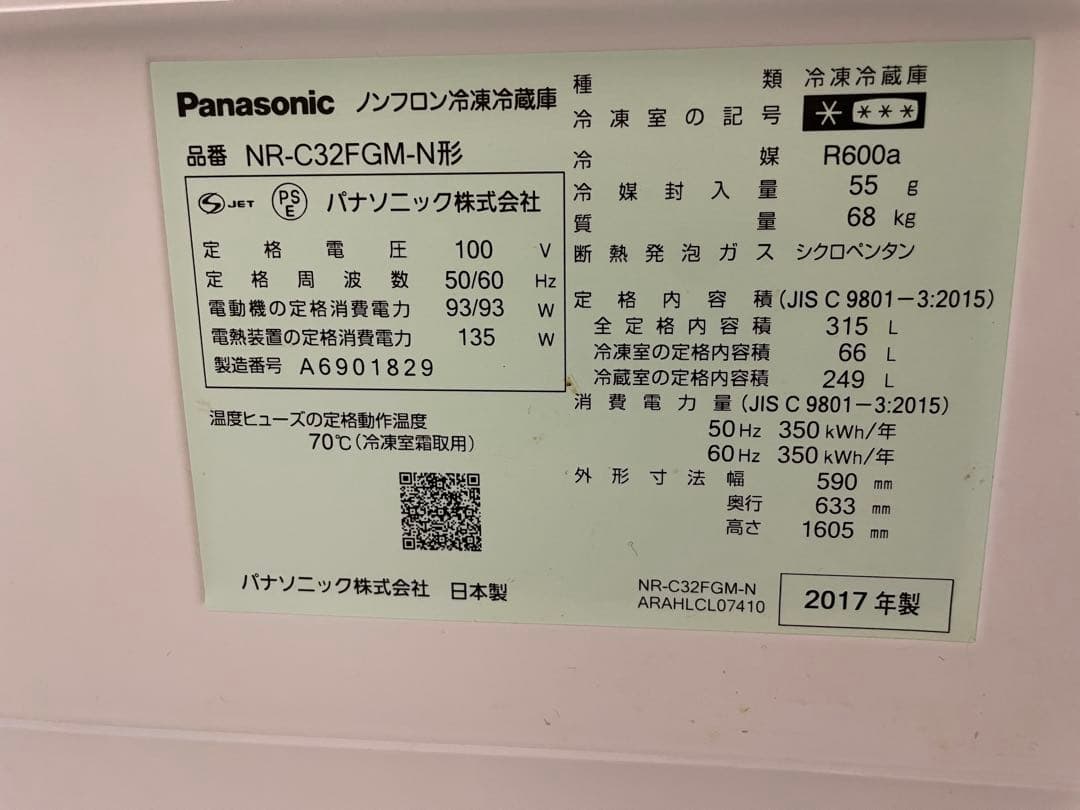 Panasonic ノンフロン冷凍冷蔵庫
品番 NR-C32FGM-N形
JET PSE パナソニック株式会社
定格電圧 100 V
定格周波数 50/60 Hz
電動機の定格消費電力 93/93 W
電熱装置の定格消費電力 135 W
製造番号 A6901829
温度ヒューズの定格動作温度
70℃(冷凍室霜取用)
パナソニック株式会社 日本製
種類 冷凍冷蔵庫
冷凍室の記号 * ***
冷媒 R600a
冷媒封入量 55 g
質量 68 kg
断熱発泡ガス シクロペンタン
定格内容積(JIS C 9801-3:2015)
全定格内容積 315 L
冷凍室の定格内容積 66 L
冷蔵室の定格内容積 249 L
消費電力量(JIS C 9801-3:2015)
50Hz 350 kWh/年
60Hz 350 kWh/年
外形寸法 幅 590 mm
奥行 633 mm
高さ 1605 mm
NR-C32FGM-N
ARAHLCL07410
2017年製